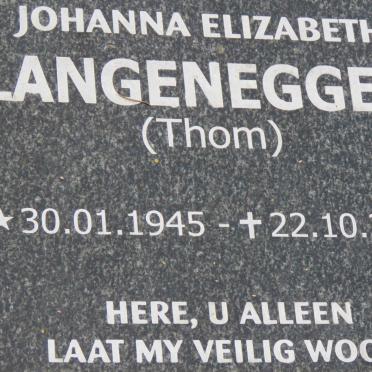 JOHANNA ELIZABETH
LANGENEGGE
(Thom)
★ 30.01.1945 - ✝ 22.10.
HERE, U ALLEEN
LAAT MY VEILIG WOO